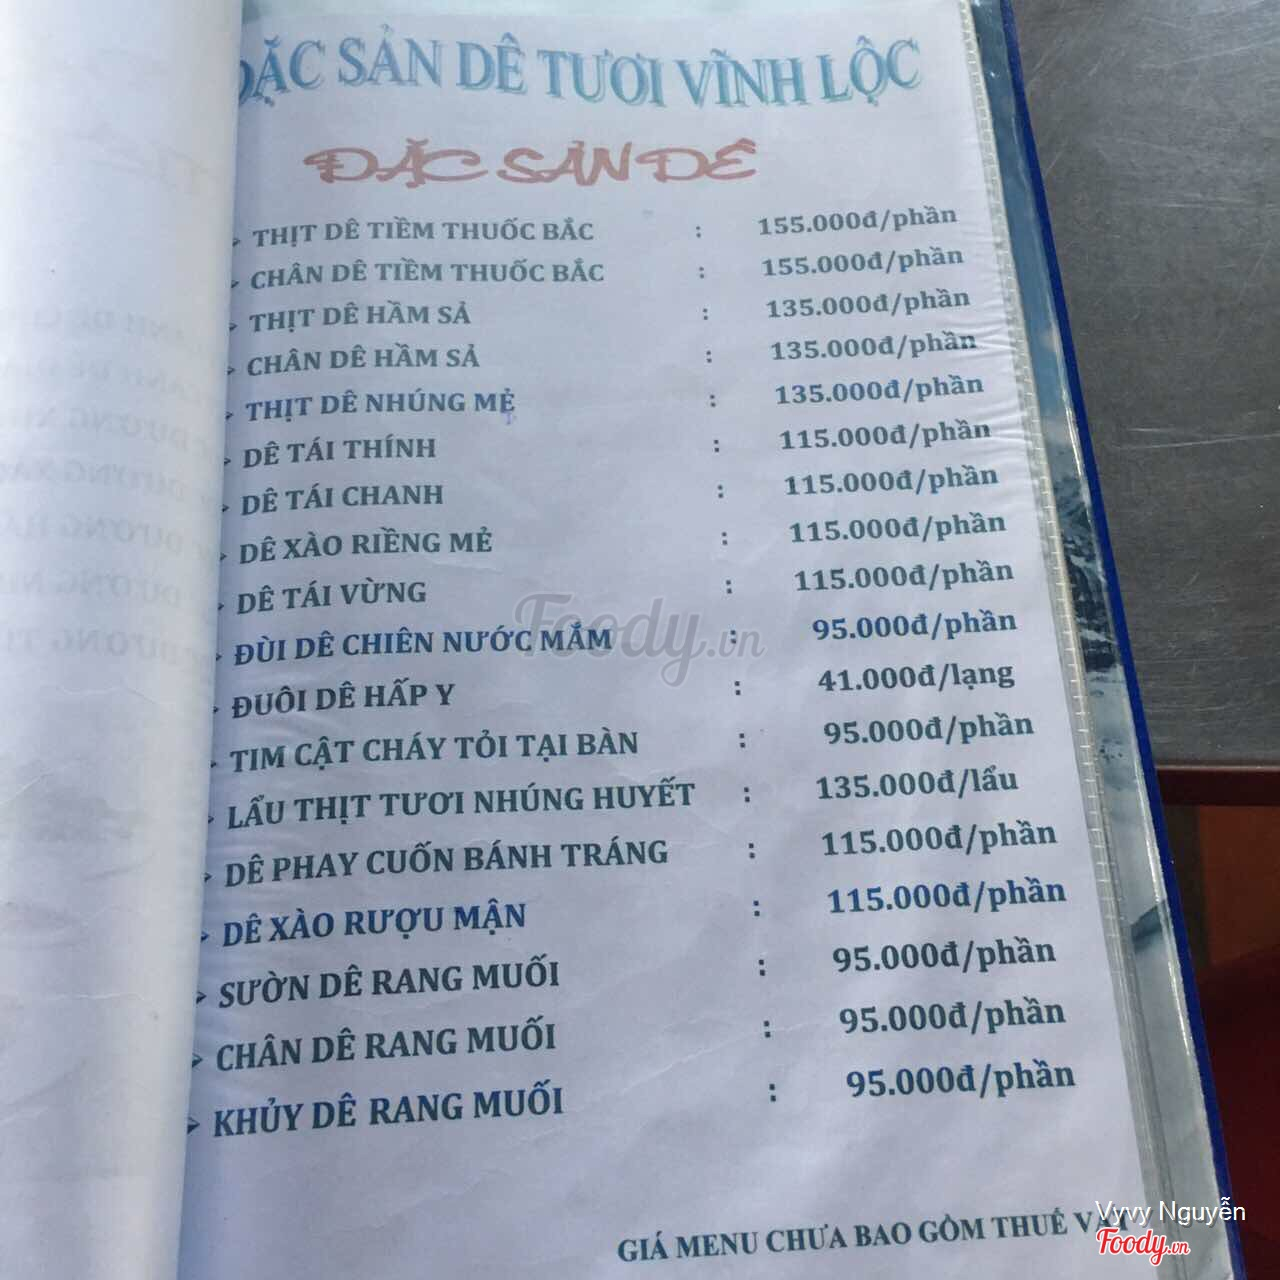 ĐẶC SẢN DÊ TƯƠI VĨNH LỘC
ĐẶC SẢN DÊ
THỊT DÊ TIỀM THUỐC BẮC : 155.000đ/phần
CHÂN DÊ TIỀM THUỐC BẮC : 155.000đ/phần
THỊT DÊ HẦM SẢ : 135.000đ/phần
CHÂN DÊ HẦM SẢ : 135.000đ/phần
THỊT DÊ NHÚNG MẺ : 135.000đ/phần
DÊ TÁI THÍNH : 115.000đ/phần
DÊ TÁI CHANH : 115.000đ/phần
DÊ XÀO RIỀNG MẺ : 115.000đ/phần
DÊ TÁI VỪNG : 115.000đ/phần
ĐÙI DÊ CHIÊN NƯỚC MẮM : 95.000đ/phần
ĐUÔI DÊ HẤP Y : 41.000đ/lạng
TIM CẬT CHÁY TỎI TẠI BÀN : 95.000đ/phần
LẨU THỊT TƯƠI NHÚNG HUYẾT : 135.000đ/lẩu
DÊ PHAY CUỐN BÁNH TRÁNG : 115.000đ/phần
DÊ XÀO RƯỢU MẬN : 115.000đ/phần
SƯỜN DÊ RANG MUỐI : 95.000đ/phần
CHÂN DÊ RANG MUỐI : 95.000đ/phần
KHỦY DÊ RANG MUỐI : 95.000đ/phần
GIÁ MENU CHƯA BAO GỒM THUẾ VAT
Foody.vn
Vyvy Nguyễn
Foody.vn